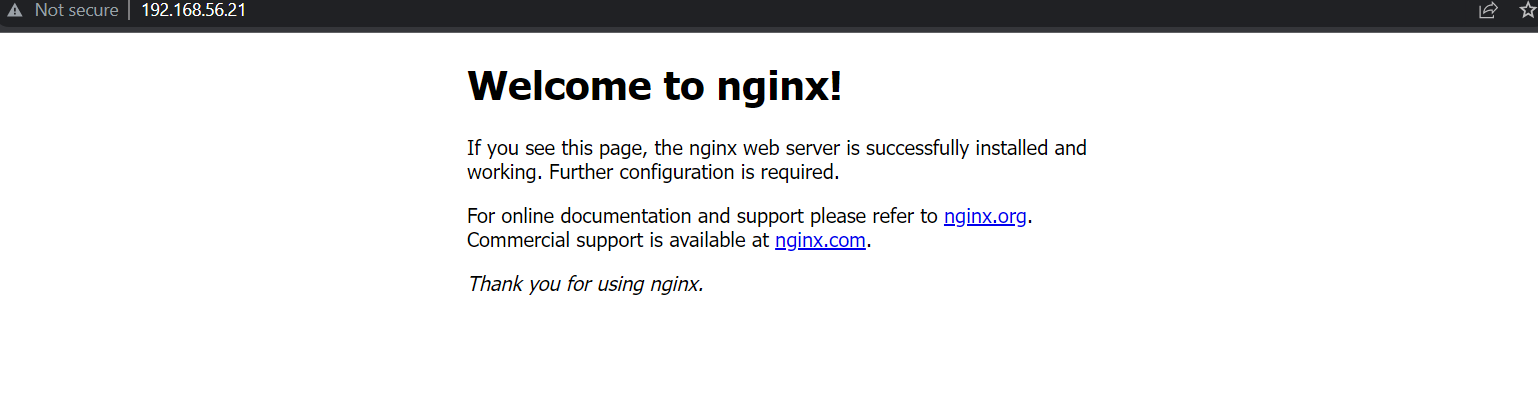 Not secure 192.168.56.21
Welcome to nginx!
If you see this page, the nginx web server is successfully installed and
working. Further configuration is required.
For online documentation and support please refer to nginx.org.
Commercial support is available at nginx.com.
Thank you for using nginx.